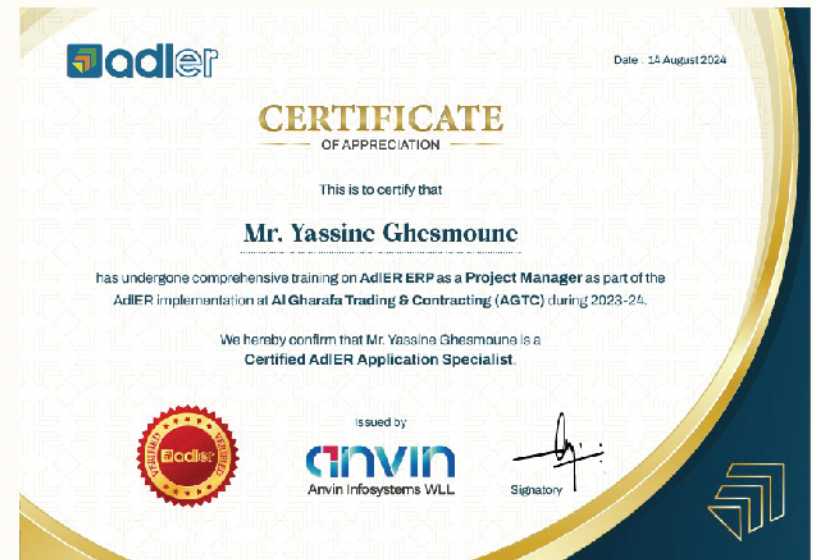 adler
Date : 14 August 2024
CERTIFICATE
OF APPRECIATION
This is to certify that
Mr. Yassine Ghesmoune
has undergone comprehensive training on AdlER ERP as a Project Manager as part of the
AdlER implementation at Al Gharafa Trading & Contracting (AGTC) during 2023-24.
We hereby confirm that Mr. Yassine Ghesmoune is a
Certified AdlER Application Specialist.
VERIFIED
adler
VERIFIED
Issued by
anvin
Anvin Infosystems WLL
Signatory